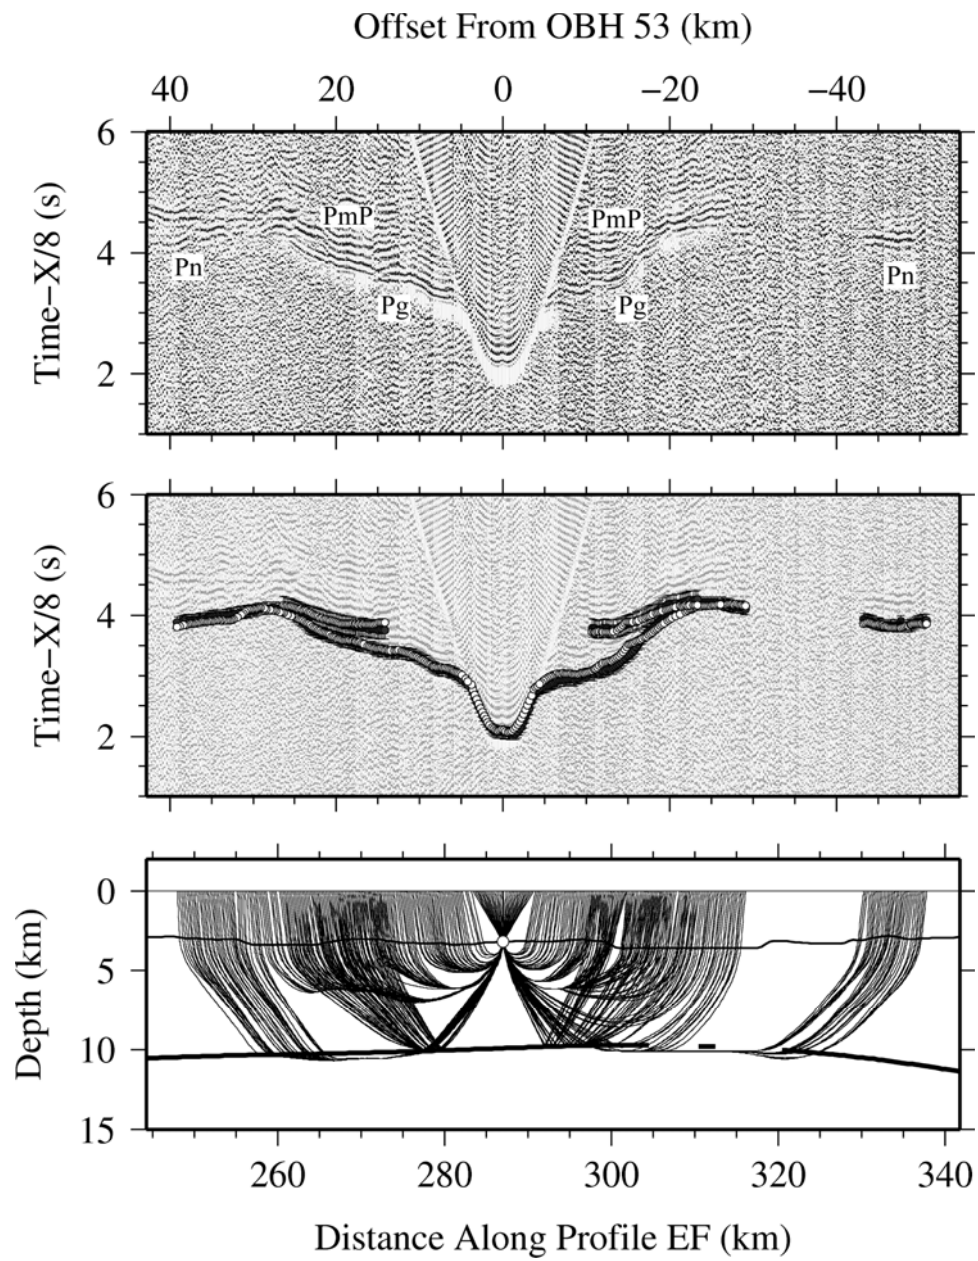 Offset From OBH 53 (km)
40 20 0 −20 −40
6
4
2
Time−X/8 (s)
PmP PmP
Pn Pn
Pg Pg
6
4
2
Time−X/8 (s)
0
5
10
15
Depth (km)
260 280 300 320 340
Distance Along Profile EF (km)